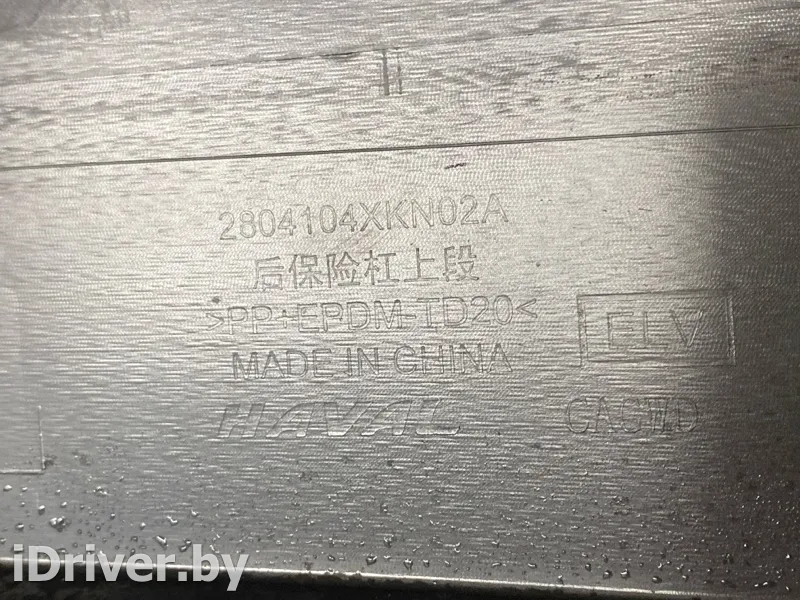 2804104XKN02A
后保险杠上段
>PP+EPDM-TD20<
ELV
MADE IN CHINA
HAVAL
iDriver.by